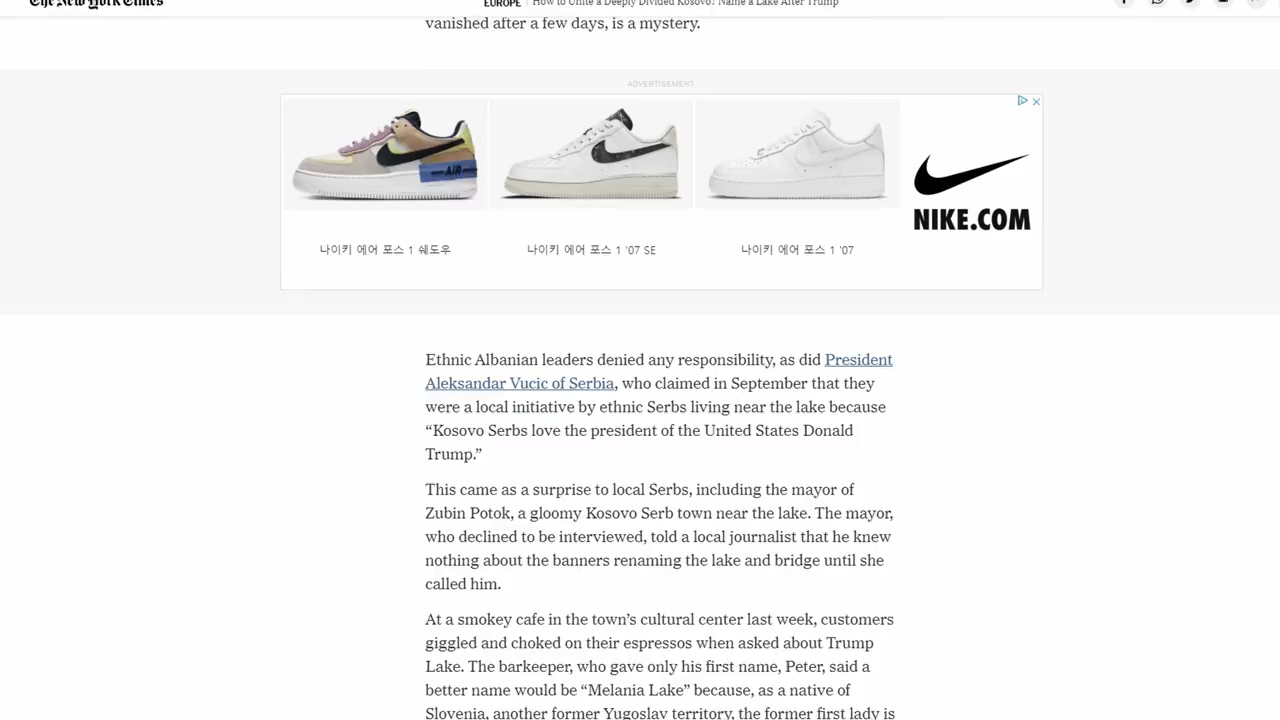 The New York Times
EUROPE | How to Unite a Deeply Divided Kosovo? Name a Lake After Trump
vanished after a few days, is a mystery.
ADVERTISEMENT
AIR
NIKE.COM
나이키 에어 포스 1 쉐도우
나이키 에어 포스 1 '07 SE
나이키 에어 포스 1 '07
Ethnic Albanian leaders denied any responsibility, as did President
Aleksandar Vucic of Serbia, who claimed in September that they
were a local initiative by ethnic Serbs living near the lake because
“Kosovo Serbs love the president of the United States Donald
Trump.”
This came as a surprise to local Serbs, including the mayor of
Zubin Potok, a gloomy Kosovo Serb town near the lake. The mayor,
who declined to be interviewed, told a local journalist that he knew
nothing about the banners renaming the lake and bridge until she
called him.
At a smokey cafe in the town’s cultural center last week, customers
giggled and choked on their espressos when asked about Trump
Lake. The barkeeper, who gave only his first name, Peter, said a
better name would be “Melania Lake” because, as a native of
Slovenia, another former Yugoslav territory, the former first lady is